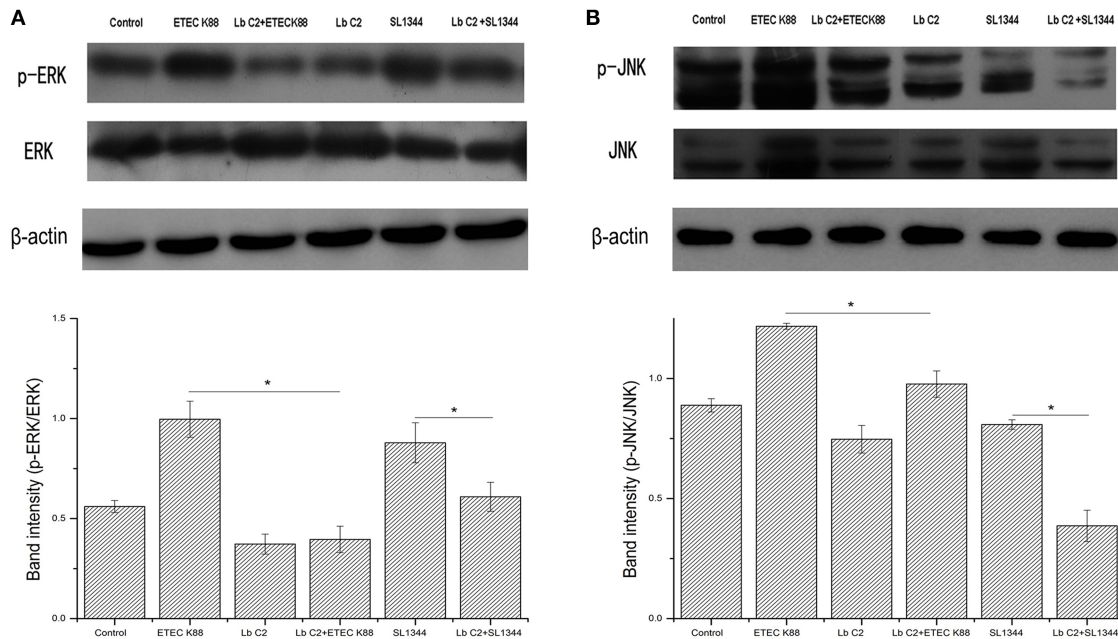 A
Control ETEC K88 Lb C2+ETECK88 Lb C2 SL1344 Lb C2+SL1344
p-ERK
ERK
β-actin
1.5
1.0
0.5
0.0
Band intensity (p-ERK/ERK)
*
*
Control ETEC K88 Lb C2 Lb C2+ETEC K88 SL1344 Lb C2+SL1344
B
Control ETEC K88 Lb C2+ETECK88 Lb C2 SL1344 Lb C2 +SL1344
p-JNK
JNK
β-actin
1.0
0.5
0.0
Band intensity (p-JNK/JNK)
*
*
Control ETEC K88 Lb C2 Lb C2+ETEC K88 SL1344 Lb C2+SL1344